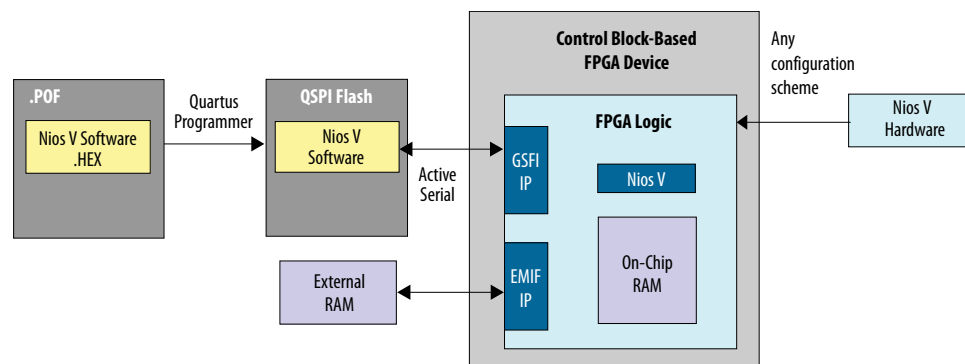 .POF
Nios V Software
.HEX
Quartus
Programmer
QSPI Flash
Nios V
Software
Active
Serial
External
RAM
Control Block-Based
FPGA Device
FPGA Logic
GSFI
IP
Nios V
EMIF
IP
On-Chip
RAM
Any
configuration
scheme
Nios V
Hardware